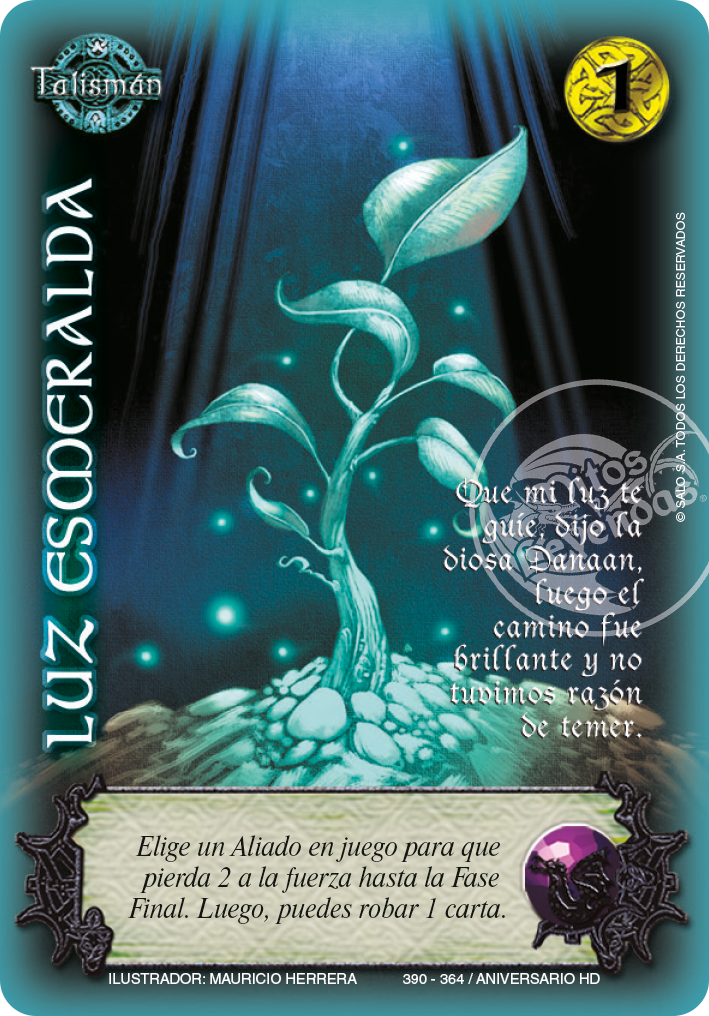 Talismán
1
LUZ ESMERALDA
© SALO S.A. TODOS LOS DERECHOS RESERVADOS
mitos
leyendas
®
Que mi luz te
guíe, dijo la
diosa Danaan,
luego el
camino fue
brillante y no
tuvimos razón
de temer.
Elige un Aliado en juego para que
pierda 2 a la fuerza hasta la Fase
Final. Luego, puedes robar 1 carta.
ILUSTRADOR: MAURICIO HERRERA 390 - 364 / ANIVERSARIO HD